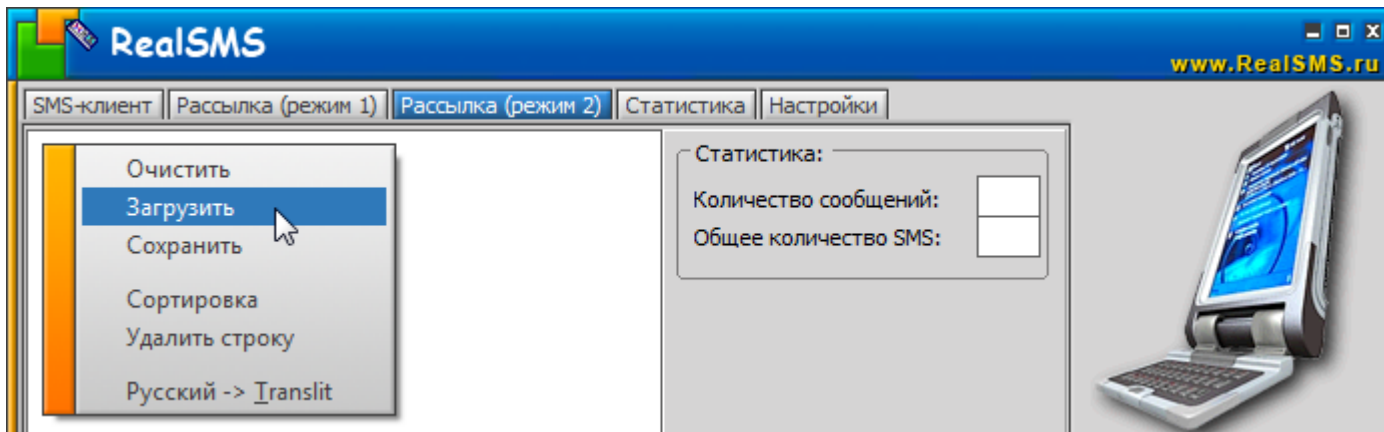 RealSMS
www.RealSMS.ru
SMS-клиент Рассылка (режим 1) Рассылка (режим 2) Статистика Настройки
Очистить
Загрузить
Сохранить
Сортировка
Удалить строку
Русский -> Translit
Статистика:
Количество сообщений:
Общее количество SMS: